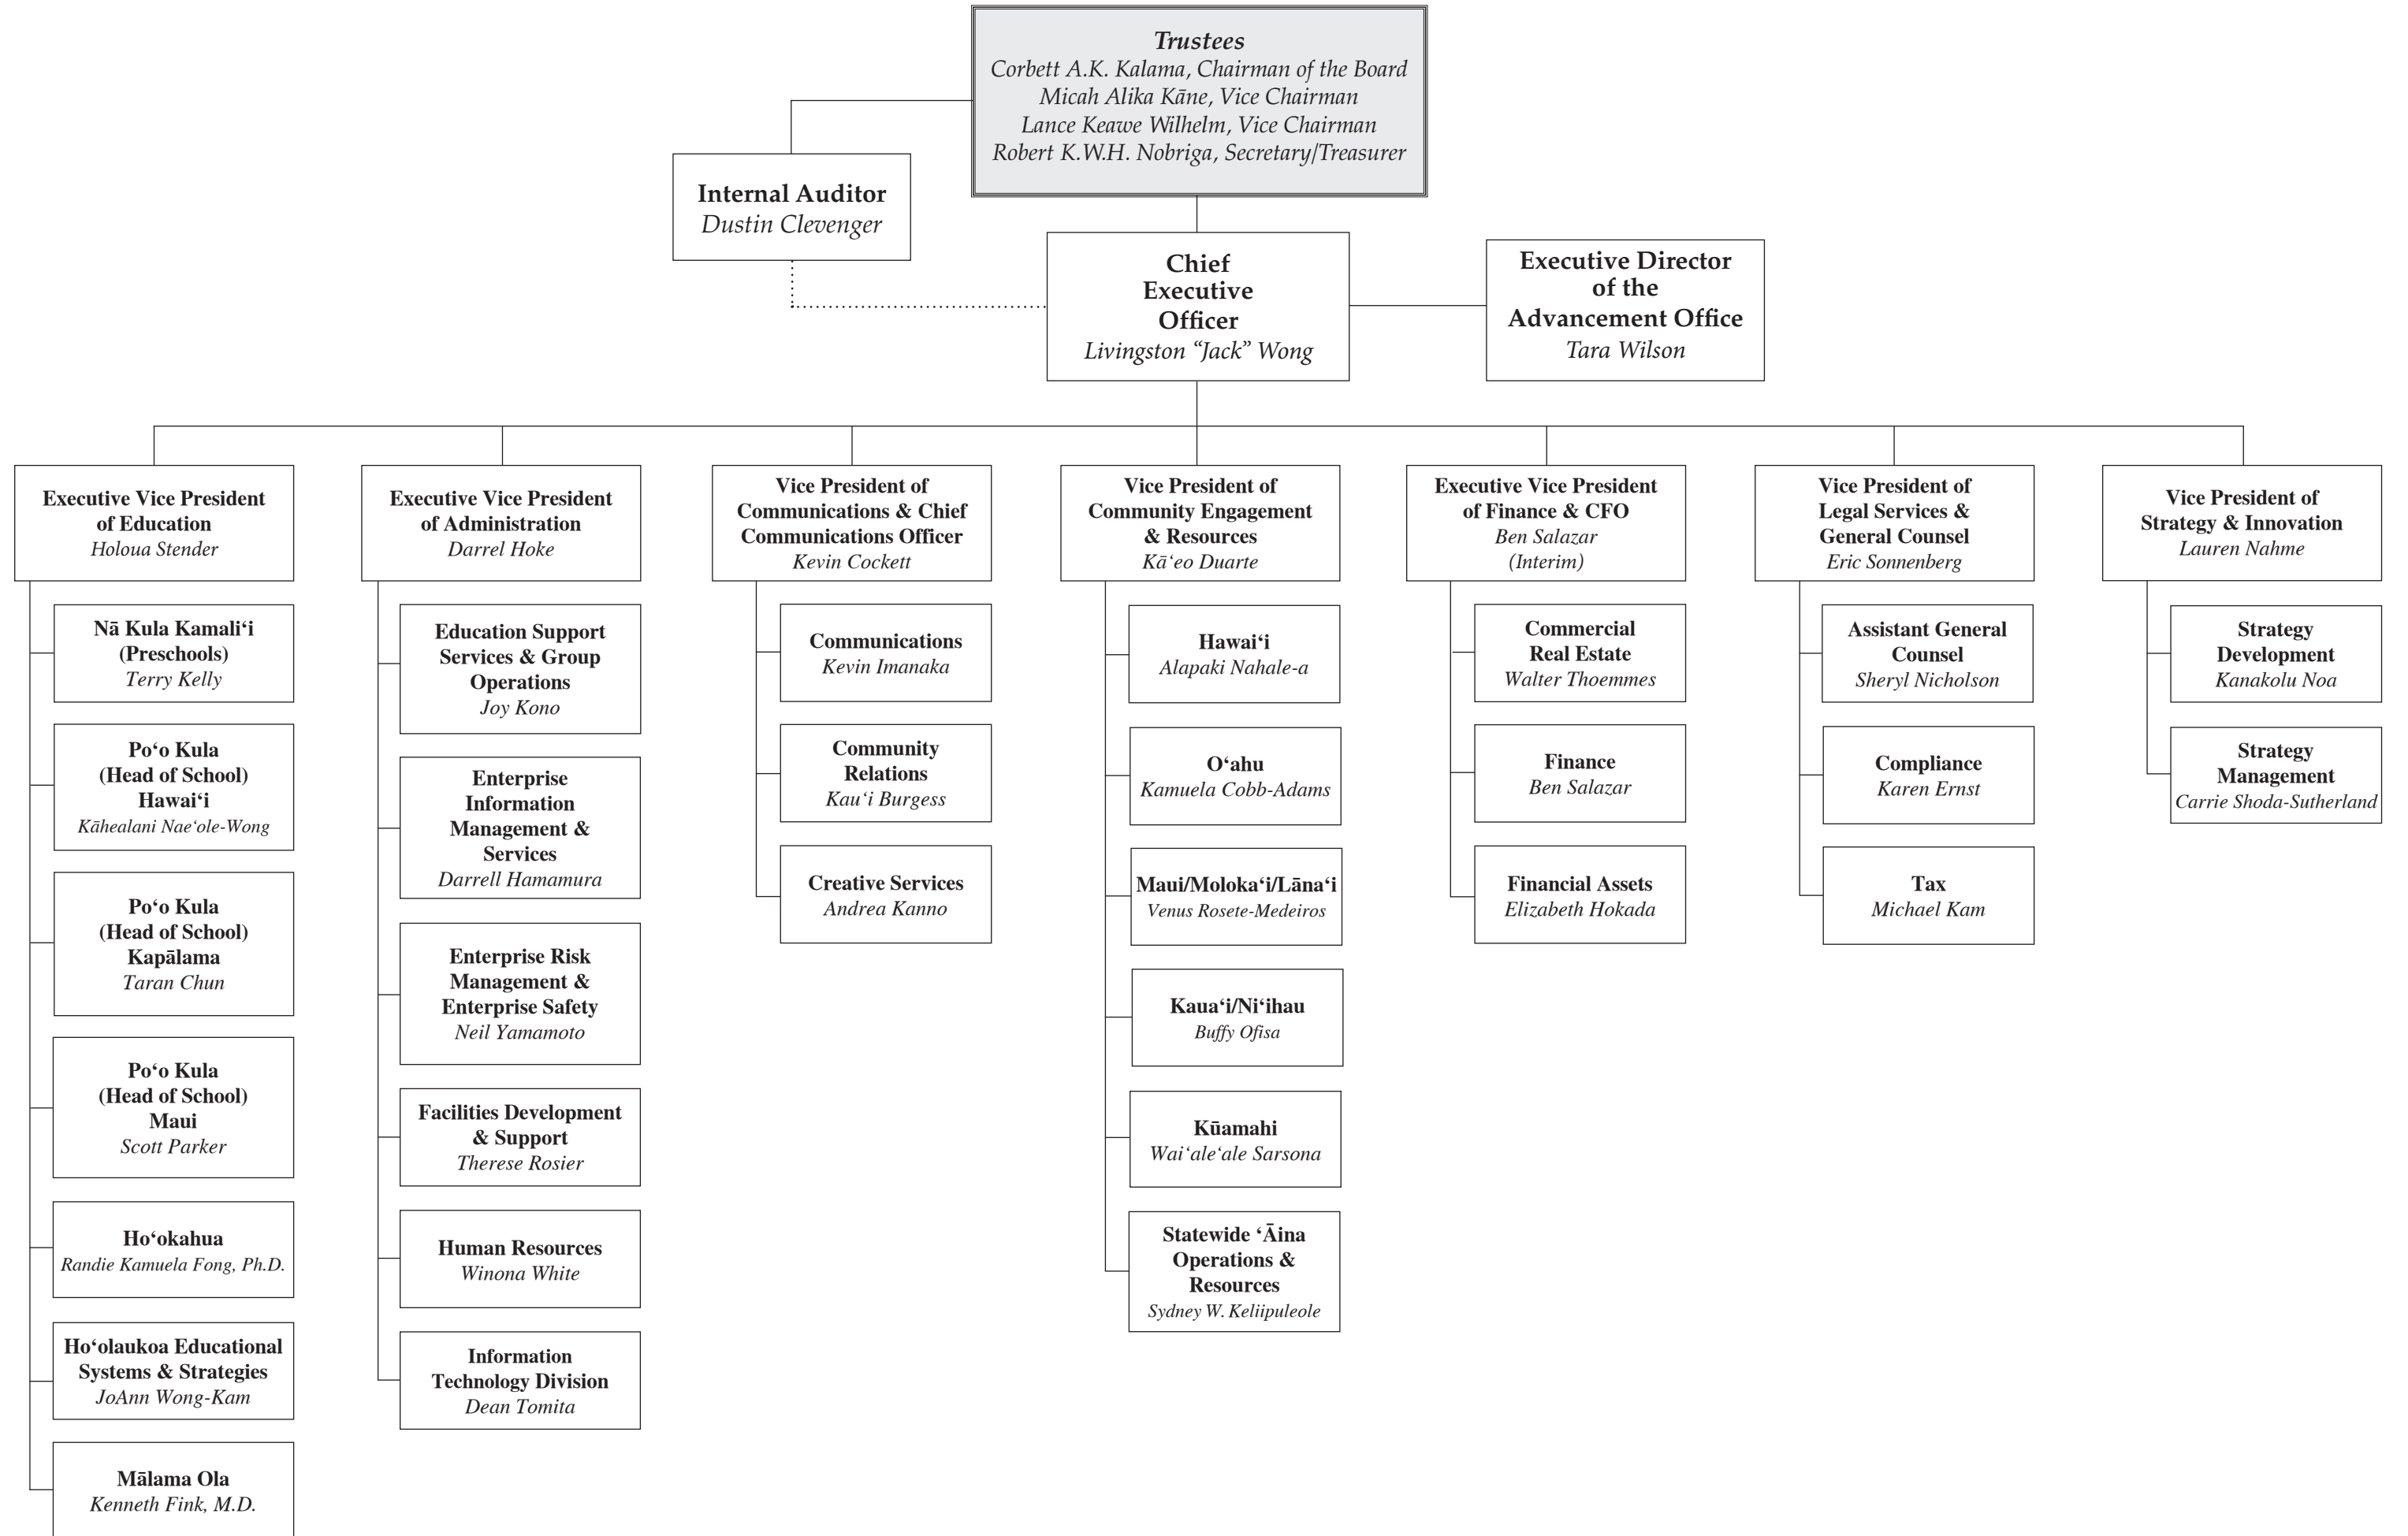 Trustees
Corbett A.K. Kalama, Chairman of the Board
Micah Alika Kāne, Vice Chairman
Lance Keawe Wilhelm, Vice Chairman
Robert K.W.H. Nobriga, Secretary/Treasurer
Internal Auditor
Dustin Clevenger
Chief
Executive
Officer
Livingston “Jack” Wong
Executive Director
of the
Advancement Office
Tara Wilson
Executive Vice President
of Education
Holoua Stender
Nā Kula Kamali‘i
(Preschools)
Terry Kelly
Po‘o Kula
(Head of School)
Hawai‘i
Kāhealani Nae‘ole-Wong
Po‘o Kula
(Head of School)
Kapālama
Taran Chun
Po‘o Kula
(Head of School)
Maui
Scott Parker
Ho‘okahua
Randie Kamuela Fong, Ph.D.
Ho‘olaukoa Educational
Systems & Strategies
JoAnn Wong-Kam
Mālama Ola
Kenneth Fink, M.D.
Executive Vice President
of Administration
Darrel Hoke
Education Support
Services & Group
Operations
Joy Kono
Enterprise
Information
Management &
Services
Darrell Hamamura
Enterprise Risk
Management &
Enterprise Safety
Neil Yamamoto
Facilities Development
& Support
Therese Rosier
Human Resources
Winona White
Information
Technology Division
Dean Tomita
Vice President of
Communications & Chief
Communications Officer
Kevin Cockett
Communications
Kevin Imanaka
Community
Relations
Kau‘i Burgess
Creative Services
Andrea Kanno
Vice President of
Community Engagement
& Resources
Kā‘eo Duarte
Hawai‘i
Alapaki Nahale-a
O‘ahu
Kamuela Cobb-Adams
Maui/Moloka‘i/Lāna‘i
Venus Rosete-Medeiros
Kaua‘i/Ni‘ihau
Buffy Ofisa
Kūamahi
Wai‘ale‘ale Sarsona
Statewide ‘Āina
Operations &
Resources
Sydney W. Keliipuleole
Executive Vice President
of Finance & CFO
Ben Salazar
(Interim)
Commercial
Real Estate
Walter Thoemmes
Finance
Ben Salazar
Financial Assets
Elizabeth Hokada
Vice President of
Legal Services &
General Counsel
Eric Sonnenberg
Assistant General
Counsel
Sheryl Nicholson
Compliance
Karen Ernst
Tax
Michael Kam
Vice President of
Strategy & Innovation
Lauren Nahme
Strategy
Development
Kanakolu Noa
Strategy
Management
Carrie Shoda-Sutherland